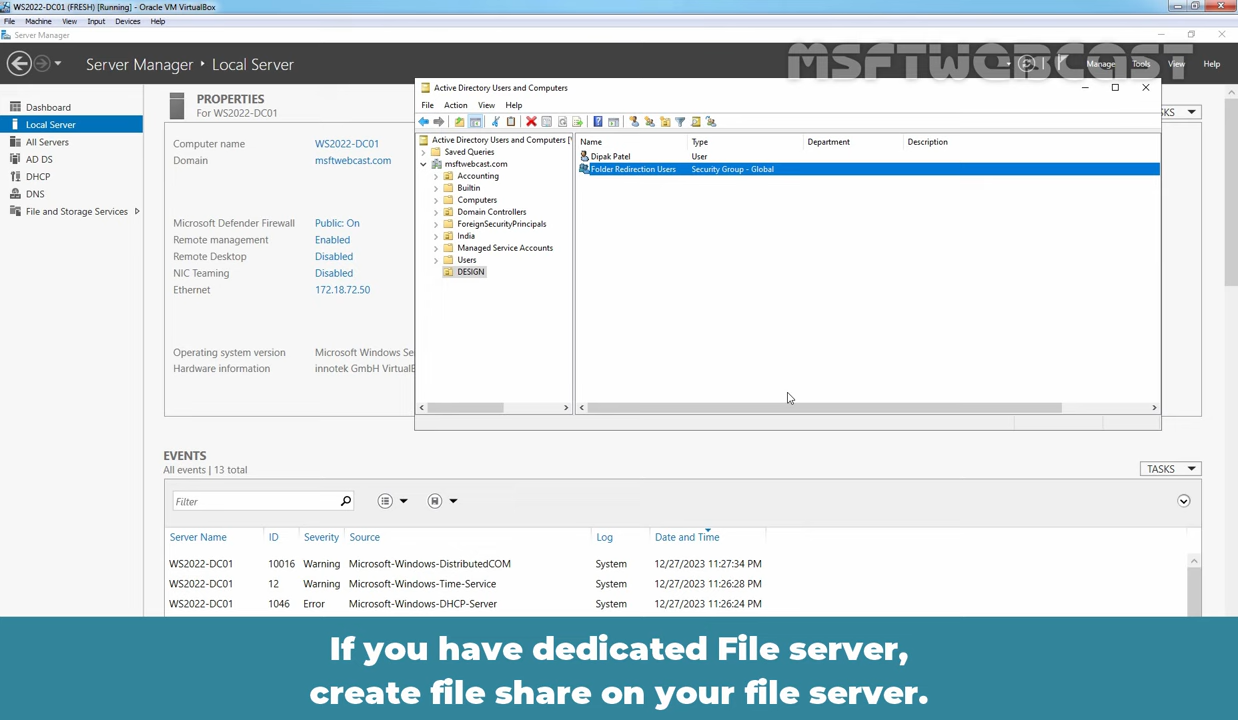 WS2022-DC01 (FRESH) [Running] - Oracle VM VirtualBox
File Machine View Input Devices Help
Server Manager
MSFTWEBCAST
Server Manager • Local Server
Manage Tools View Help
Dashboard
Local Server
All Servers
AD DS
DHCP
DNS
File and Storage Services
PROPERTIES
For WS2022-DC01
KS
Computer name WS2022-DC01
Domain msftwebcast.com
Microsoft Defender Firewall Public: On
Remote management Enabled
Remote Desktop Disabled
NIC Teaming Disabled
Ethernet 172.18.72.50
Operating system version Microsoft Windows Se
Hardware information innotek GmbH Virtual
Active Directory Users and Computers
File Action View Help
Active Directory Users and Computers [
Saved Queries
msftwebcast.com
Accounting
Builtin
Computers
Domain Controllers
ForeignSecurityPrincipals
India
Managed Service Accounts
Users
DESIGN
Name Type Department Description
Dipak Patel User
Folder Redirection Users Security Group - Global
EVENTS
All events | 13 total
TASKS
Filter
Server Name ID Severity Source Log Date and Time
WS2022-DC01 10016 Warning Microsoft-Windows-DistributedCOM System 12/27/2023 11:27:34 PM
WS2022-DC01 12 Warning Microsoft-Windows-Time-Service System 12/27/2023 11:26:28 PM
WS2022-DC01 1046 Error Microsoft-Windows-DHCP-Server System 12/27/2023 11:26:24 PM
If you have dedicated File server,
create file share on your file server.